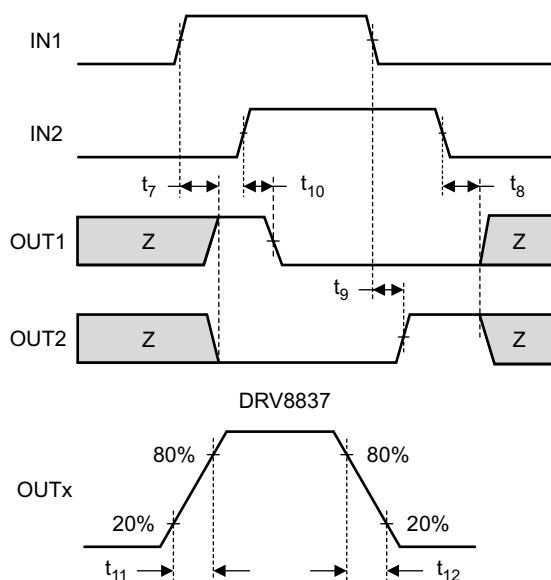 IN1
IN2
t7 t10 t8
OUT1 Z Z
t9
OUT2 Z Z
DRV8837
80% 80%
OUTx
20% 20%
t11 t12